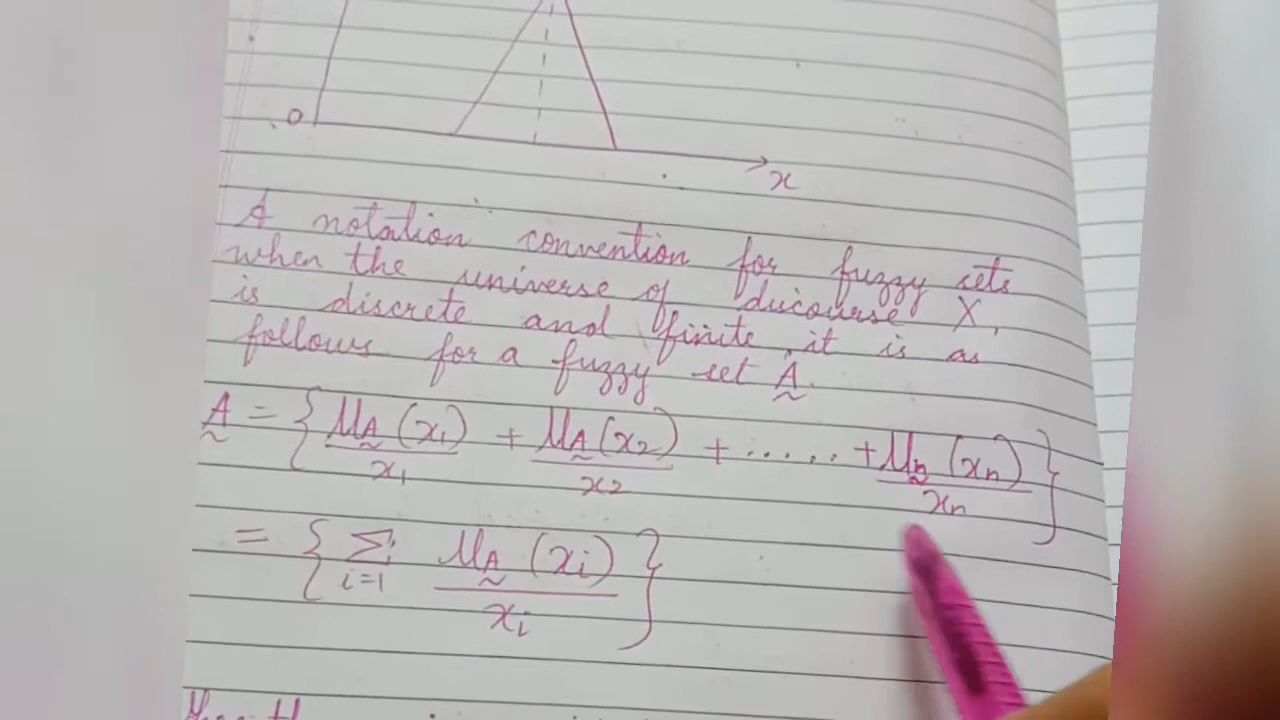 0
x
A notation convention for fuzzy sets
when the universe of discourse X,
is discrete and finite, it is as
follows for a fuzzy set A̰.
A̰ = { μA̰(x₁)/x₁ + μA̰(x₂)/x₂ + ...... + μn̰(xn)/xn }
= { Σ i=1 μA̰(xi)/xi }